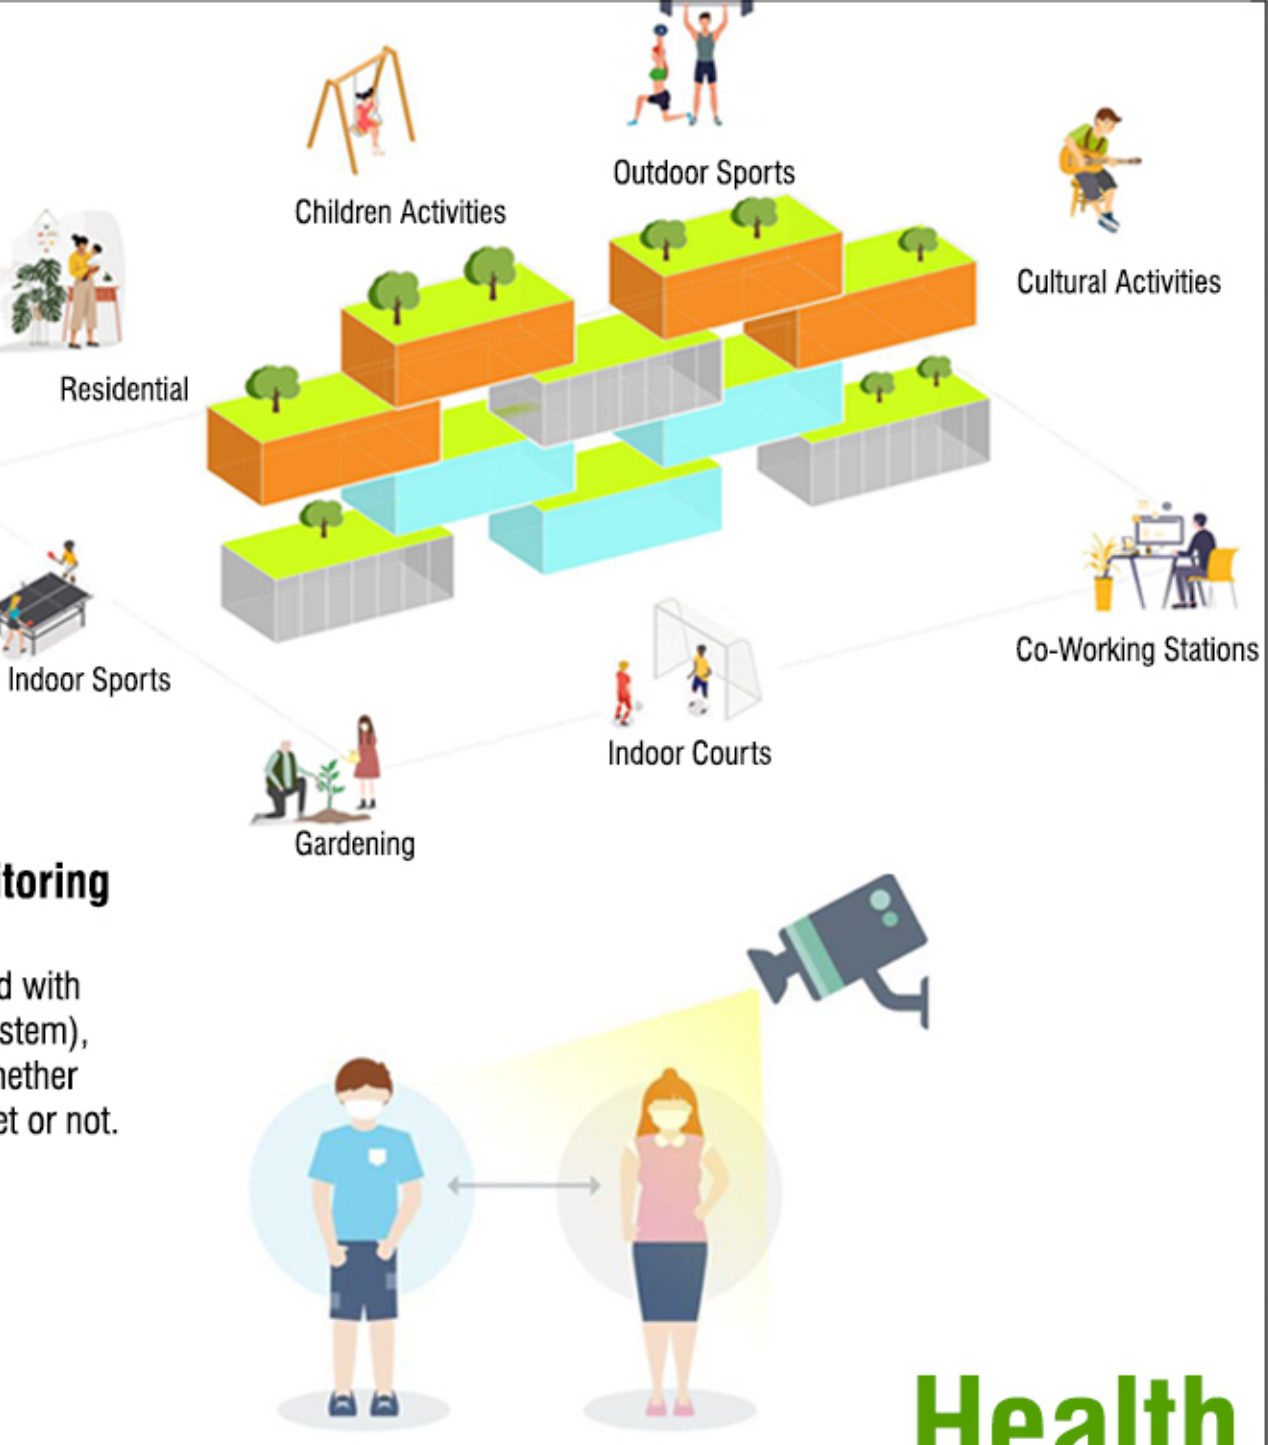 Outdoor Sports
Children Activities
Cultural Activities
Residential
Co-Working Stations
Indoor Sports
Indoor Courts
Gardening
itoring
d with
stem),
hether
et or not.
Health